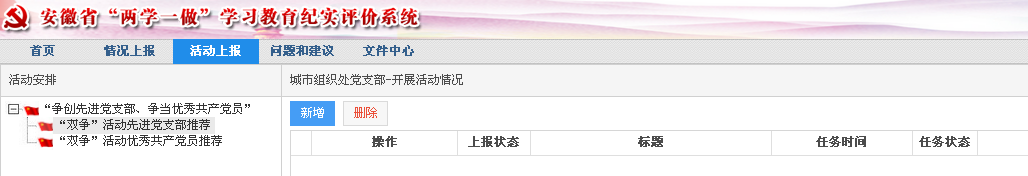 安徽省“两学一做”学习教育纪实评价系统
首页 情况上报 活动上报 问题和建议 文件中心
活动安排
“争创先进党支部、争当优秀共产党员”
“双争”活动先进党支部推荐
“双争”活动优秀共产党员推荐
城市组织处党支部-开展活动情况
新增 删除
操作 上报状态 标题 任务时间 任务状态